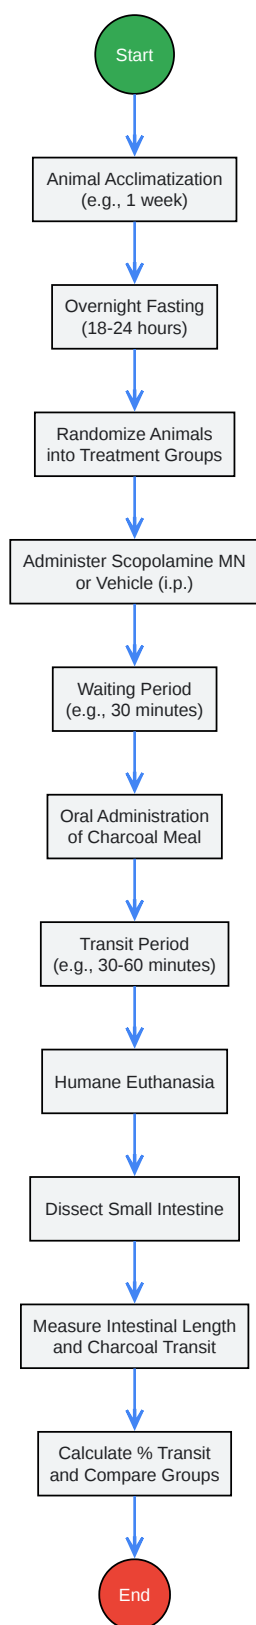 Start
Animal Acclimatization
(e.g., 1 week)
Overnight Fasting
(18-24 hours)
Randomize Animals
into Treatment Groups
Administer Scopolamine MN
or Vehicle (i.p.)
Waiting Period
(e.g., 30 minutes)
Oral Administration
of Charcoal Meal
Transit Period
(e.g., 30-60 minutes)
Humane Euthanasia
Dissect Small Intestine
Measure Intestinal Length
and Charcoal Transit
Calculate % Transit
and Compare Groups
End